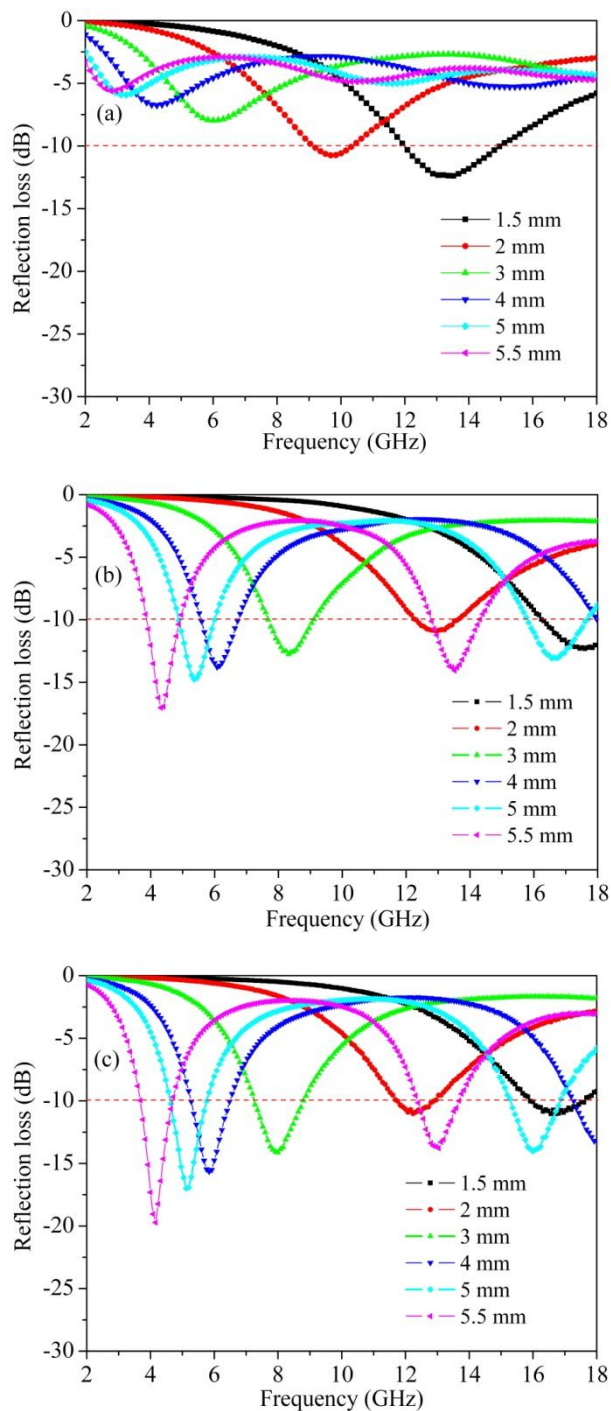 0
-5
(a)
-10
-15
-20
-25
-30
Reflection loss (dB)
1.5 mm
2 mm
3 mm
4 mm
5 mm
5.5 mm
2 4 6 8 10 12 14 16 18
Frequency (GHz)
0
-5
(b)
-10
-15
-20
-25
-30
Reflection loss (dB)
1.5 mm
2 mm
3 mm
4 mm
5 mm
5.5 mm
2 4 6 8 10 12 14 16 18
Frequency (GHz)
0
-5
(c)
-10
-15
-20
-25
-30
Reflection loss (dB)
1.5 mm
2 mm
3 mm
4 mm
5 mm
5.5 mm
2 4 6 8 10 12 14 16 18
Frequency (GHz)